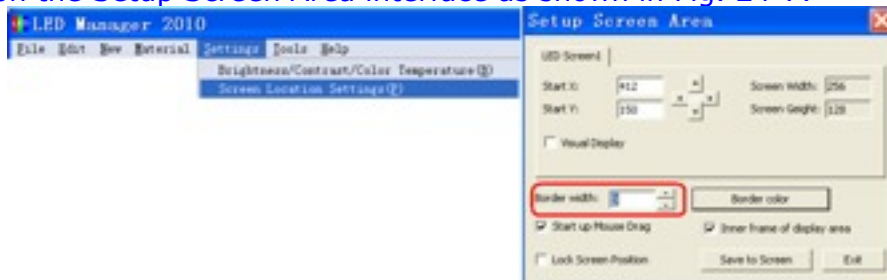 on the Setup Screen Area interface as shown in Fig. 2
LED Manager 2010
File Edit New Material Settings Tools Help
Brightness/Contrast/Color Temperature
Screen Location Settings
Setup Screen Area
LED Screen1
Start X: 412 Screen Width: 256
Start Y: 150 Screen Geight: 128
Visual Display
Border width: Border color
Start up Mouse Drag Inner frame of display area
Lock Screen Position Save to Screen Exit